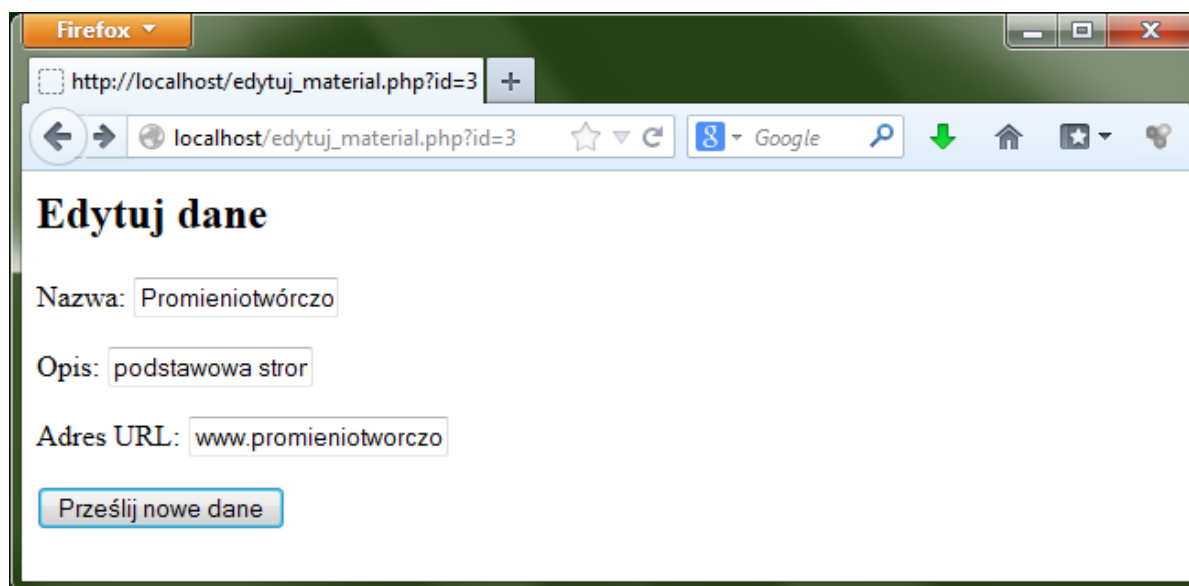 Firefox
http://localhost/edytuj_material.php?id=3
localhost/edytuj_material.php?id=3
8 Google
Edytuj dane
Nazwa: Promieniotwórczo
Opis: podstawowa stror
Adres URL: www.promieniotworczo
Prześlij nowe dane